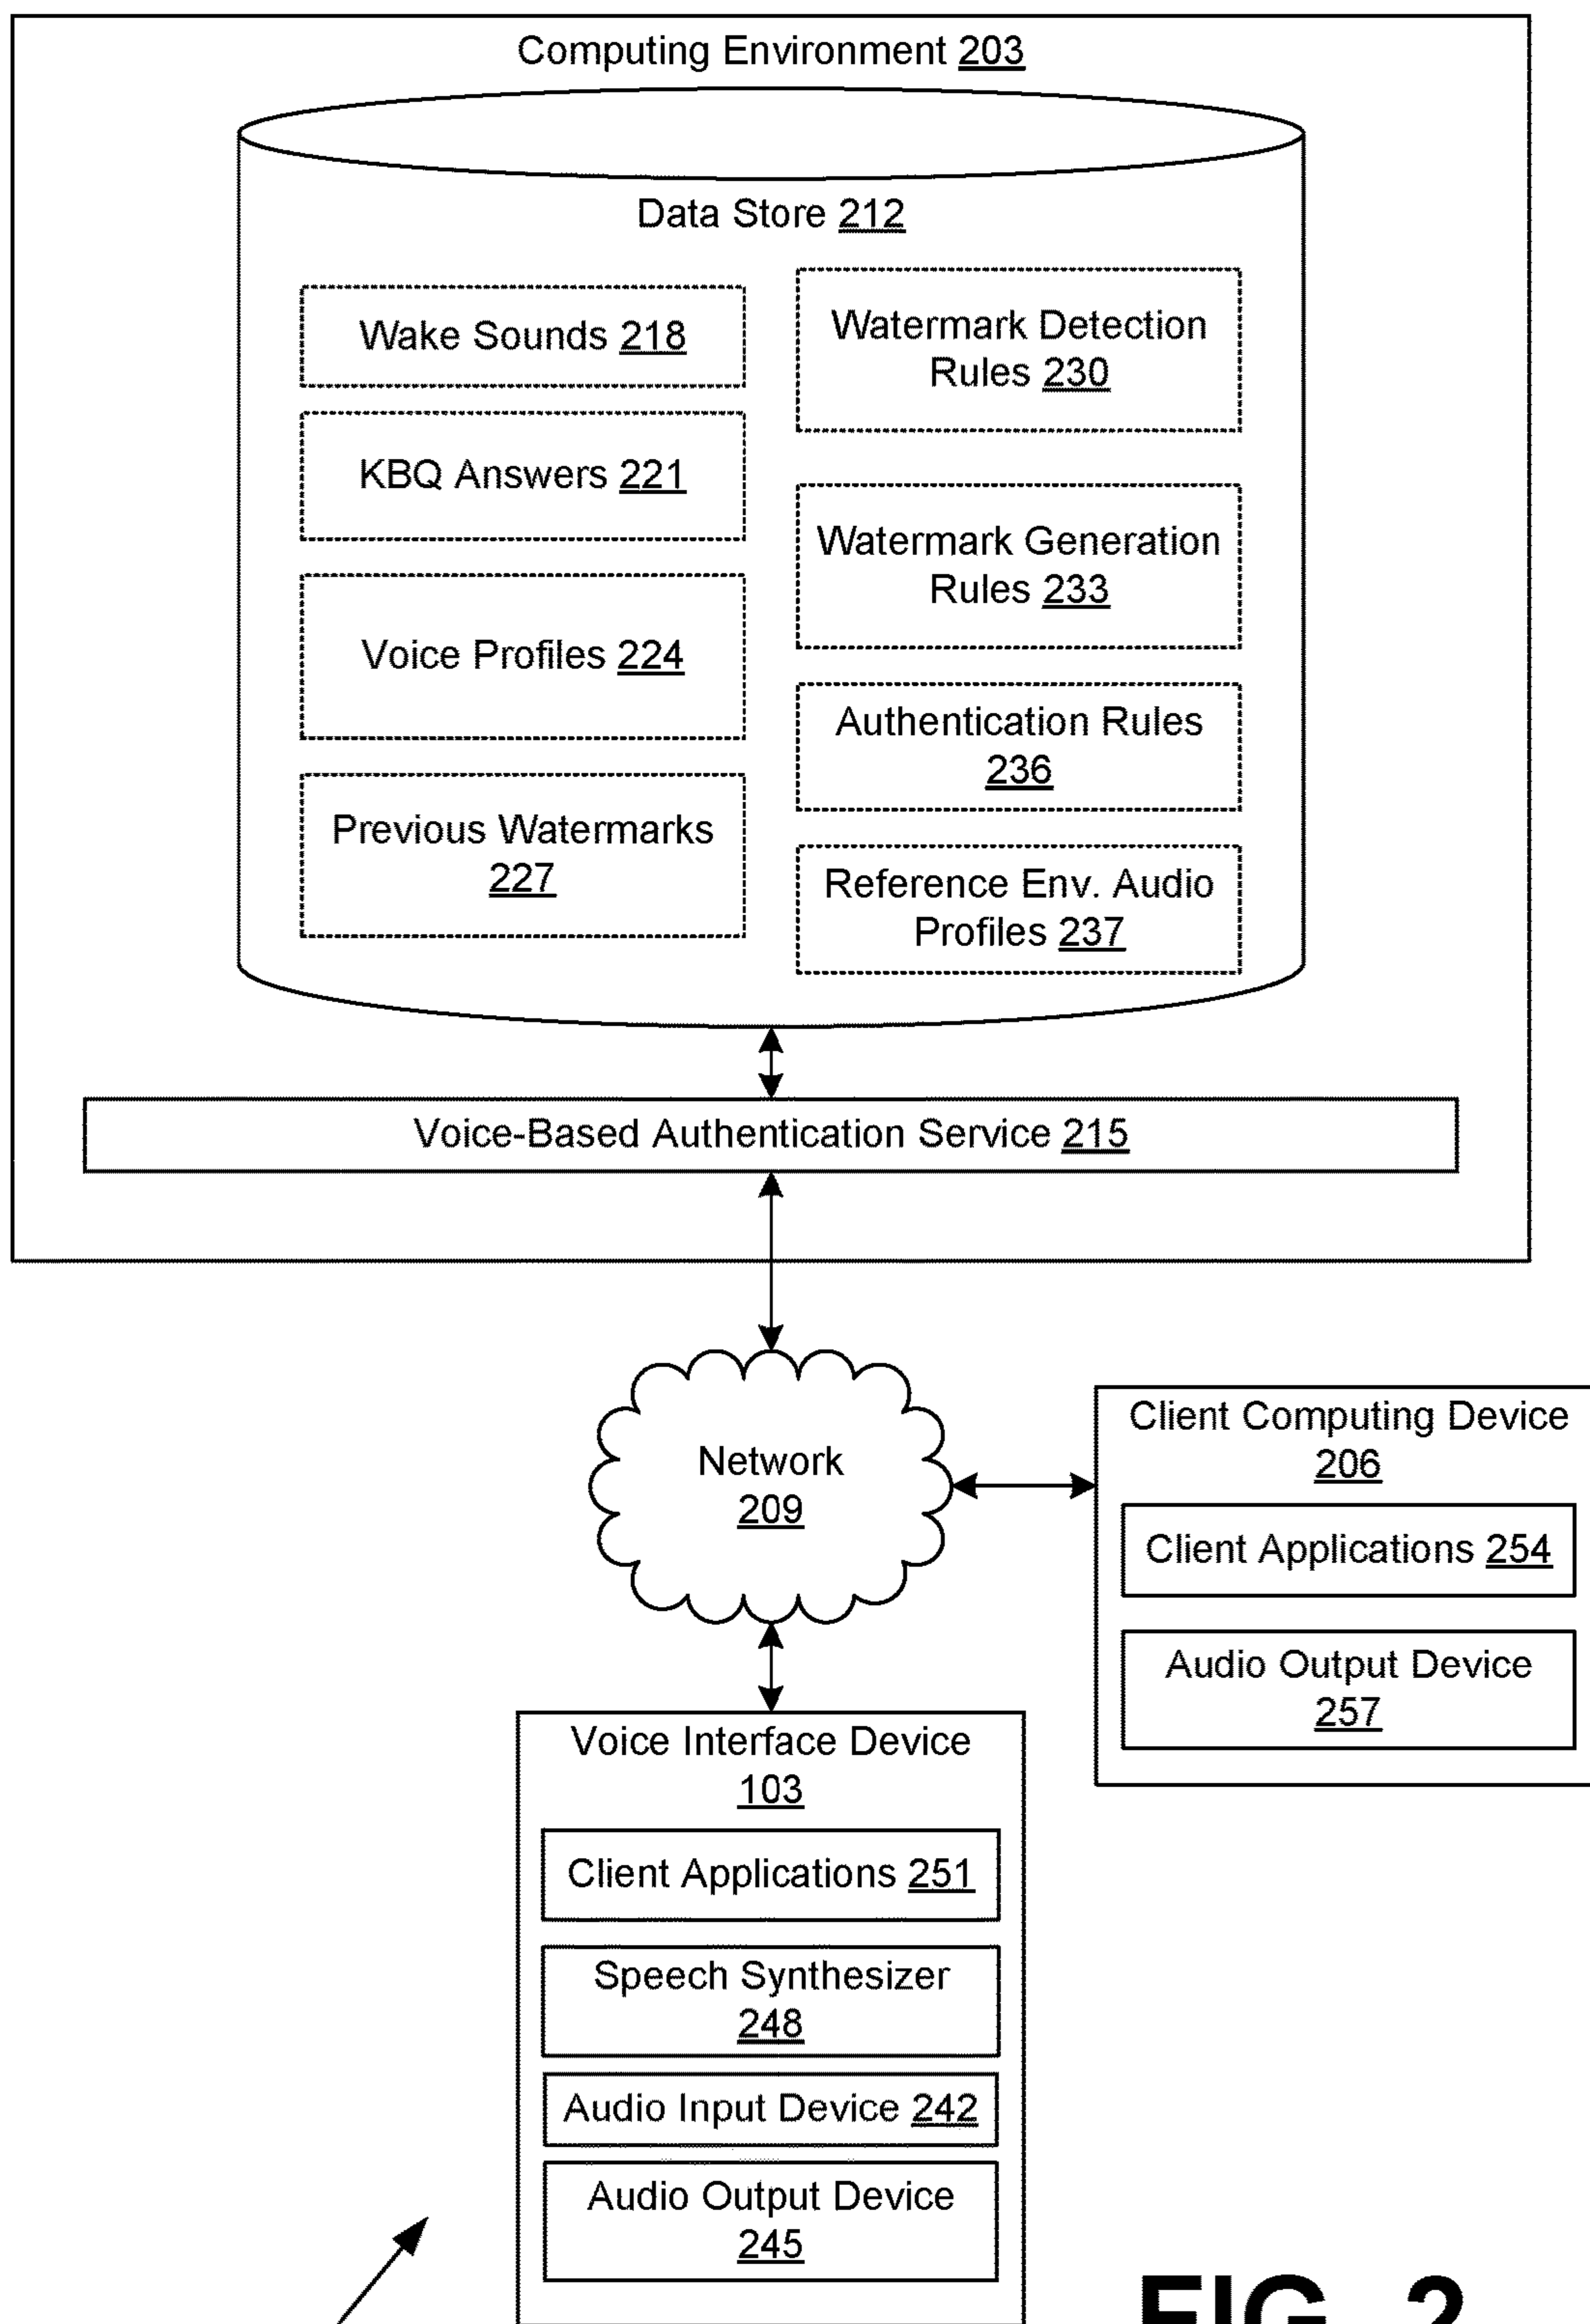 Computing Environment 203
Data Store 212
Wake Sounds 218
KBQ Answers 221
Voice Profiles 224
Previous Watermarks
227
Watermark Detection
Rules 230
Watermark Generation
Rules 233
Authentication Rules
236
Reference Env. Audio
Profiles 237
Voice-Based Authentication Service 215
Network
209
Client Computing Device
206
Client Applications 254
Audio Output Device
257
Voice Interface Device
103
Client Applications 251
Speech Synthesizer
248
Audio Input Device 242
Audio Output Device
245
FIG. 2